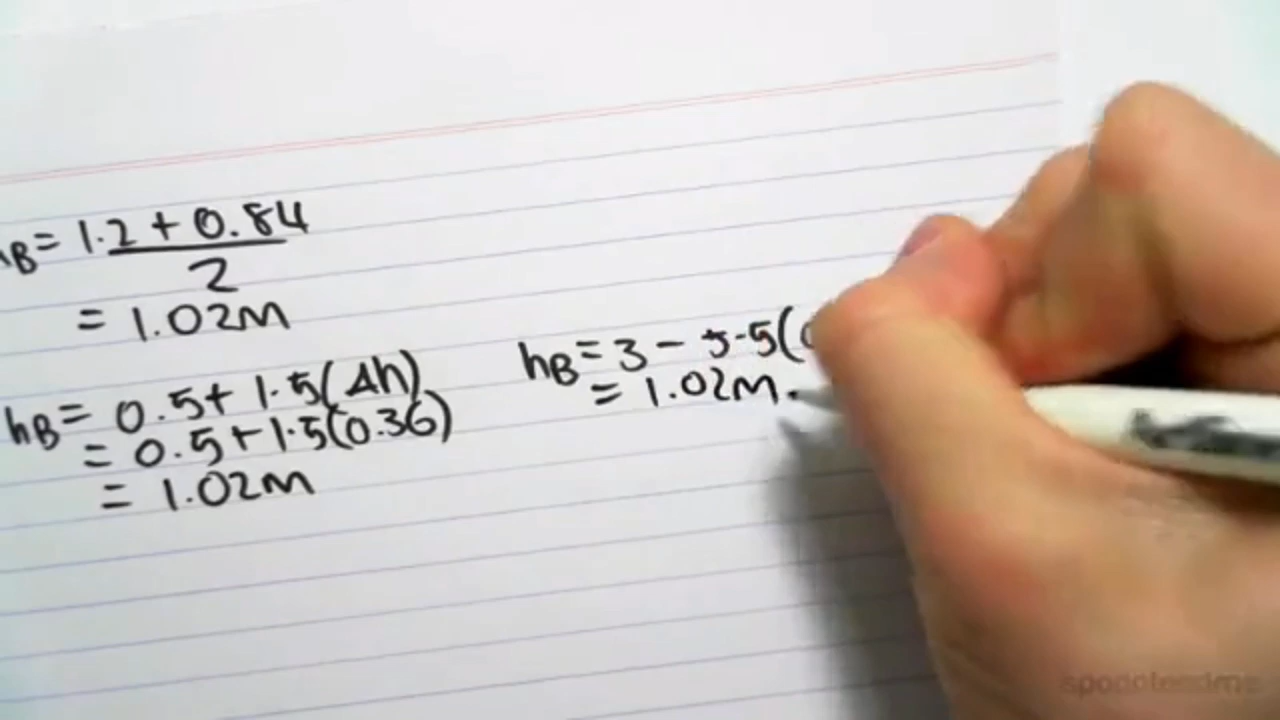 hB = 1.2 + 0.84
2
= 1.02m
hB = 0.5 + 1.5(Δh)
= 0.5 + 1.5(0.36)
= 1.02m
hB = 3 - 5.5(
= 1.02m.